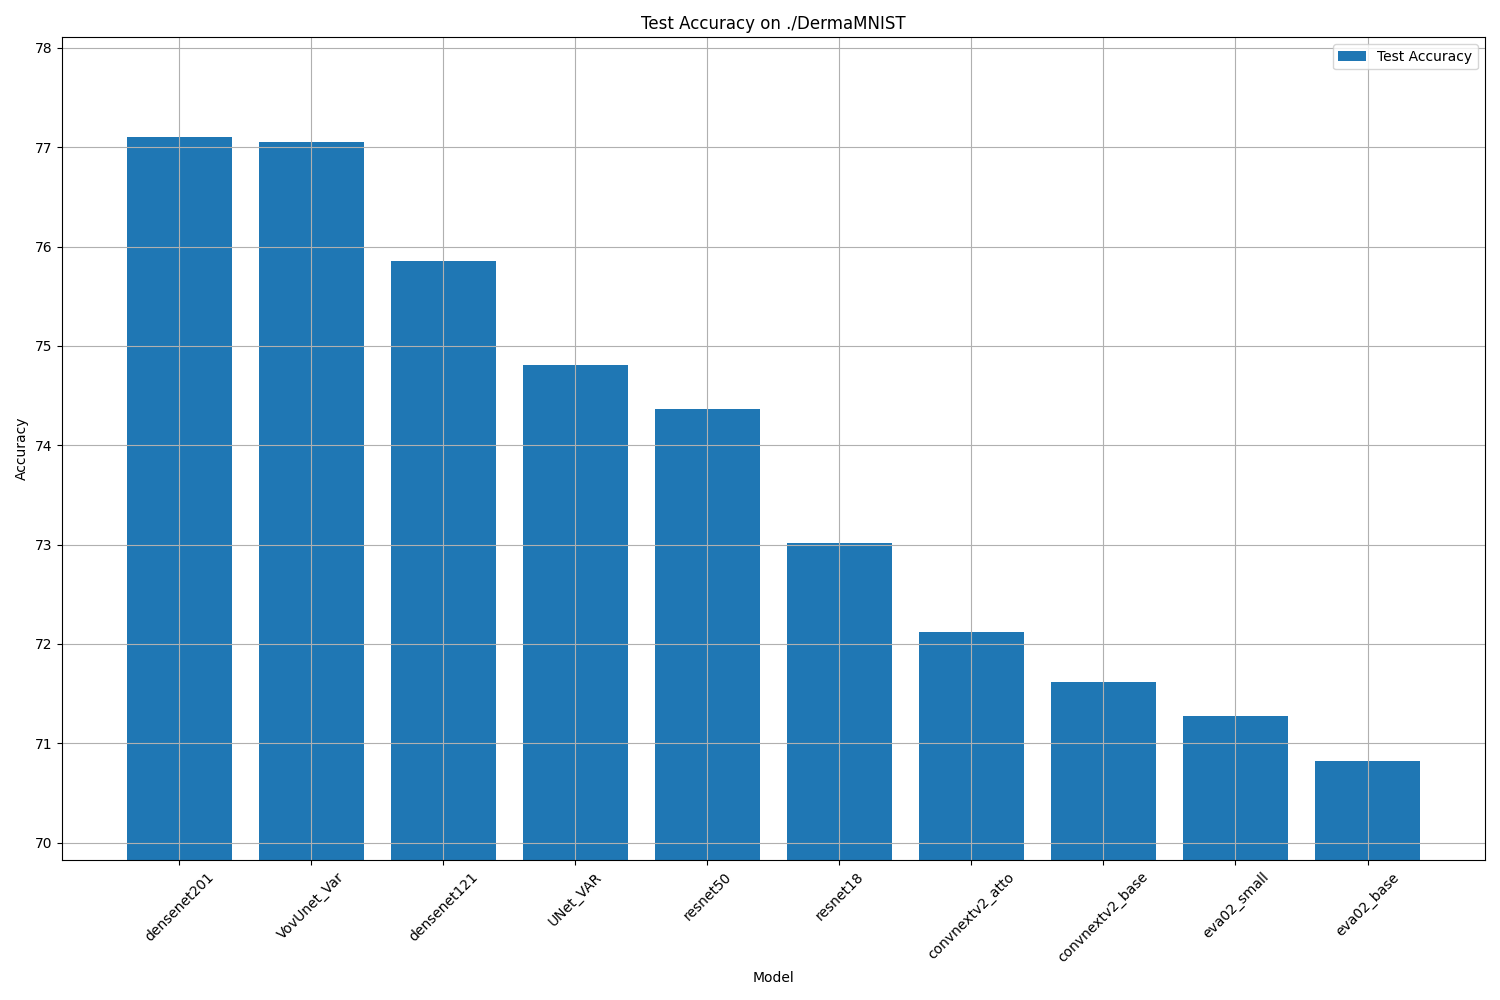 Test Accuracy on ./DermaMNIST
Test Accuracy
78
77
76
75
74
73
72
71
70
Accuracy
densenet201
VovUnet_Var
densenet121
UNet_VAR
resnet50
resnet18
convnextv2_atto
convnextv2_base
eva02_small
eva02_base
Model